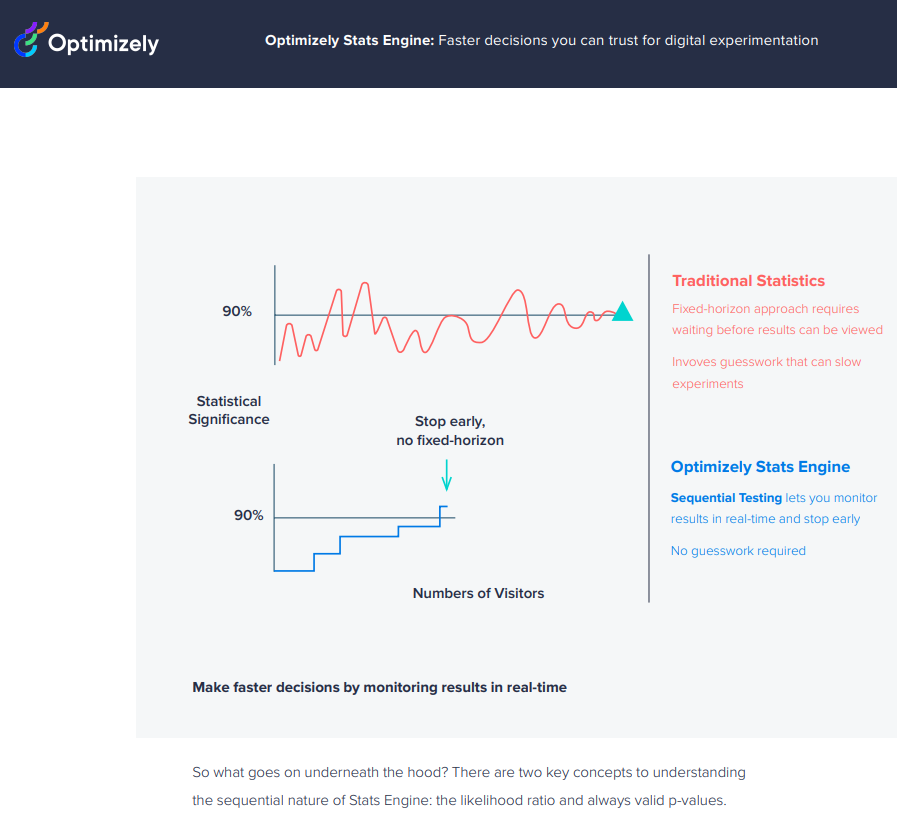 Optimizely
Optimizely Stats Engine: Faster decisions you can trust for digital experimentation
90%
Traditional Statistics
Fixed-horizon approach requires
waiting before results can be viewed
Invoves guesswork that can slow
experiments
Statistical
Significance
Stop early,
no fixed-horizon
90%
Optimizely Stats Engine
Sequential Testing lets you monitor
results in real-time and stop early
No guesswork required
Numbers of Visitors
Make faster decisions by monitoring results in real-time
So what goes on underneath the hood? There are two key concepts to understanding
the sequential nature of Stats Engine: the likelihood ratio and always valid p-values.